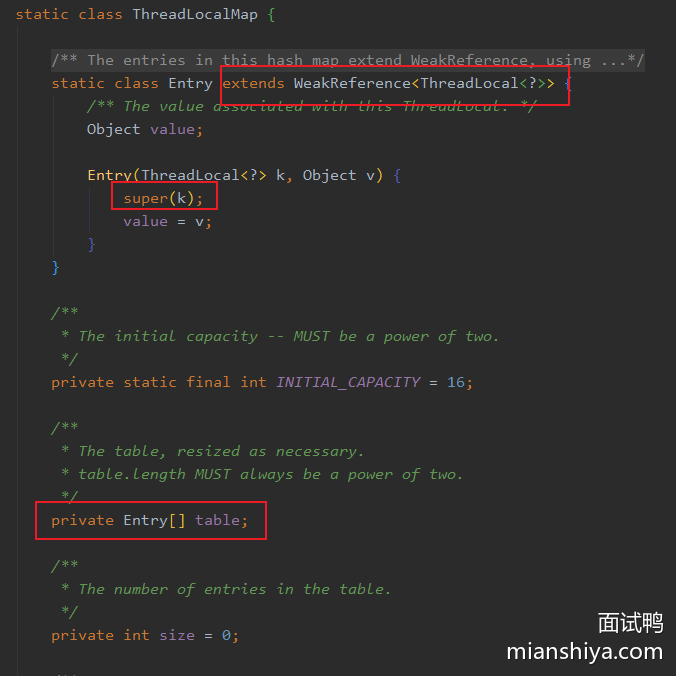 static class ThreadLocalMap {
/** The entries in this hash map extend WeakReference, using ...*/
static class Entry extends WeakReference<ThreadLocal<?>> {
/** The value associated with this ThreadLocal. */
Object value;
Entry(ThreadLocal<?> k, Object v) {
super(k);
value = v;
}
}
/**
* The initial capacity -- MUST be a power of two.
*/
private static final int INITIAL_CAPACITY = 16;
/**
* The table, resized as necessary.
* table.length MUST always be a power of two.
*/
private Entry[] table;
/**
* The number of entries in the table.
*/
private int size = 0;
面试鸭
mianshiya.com